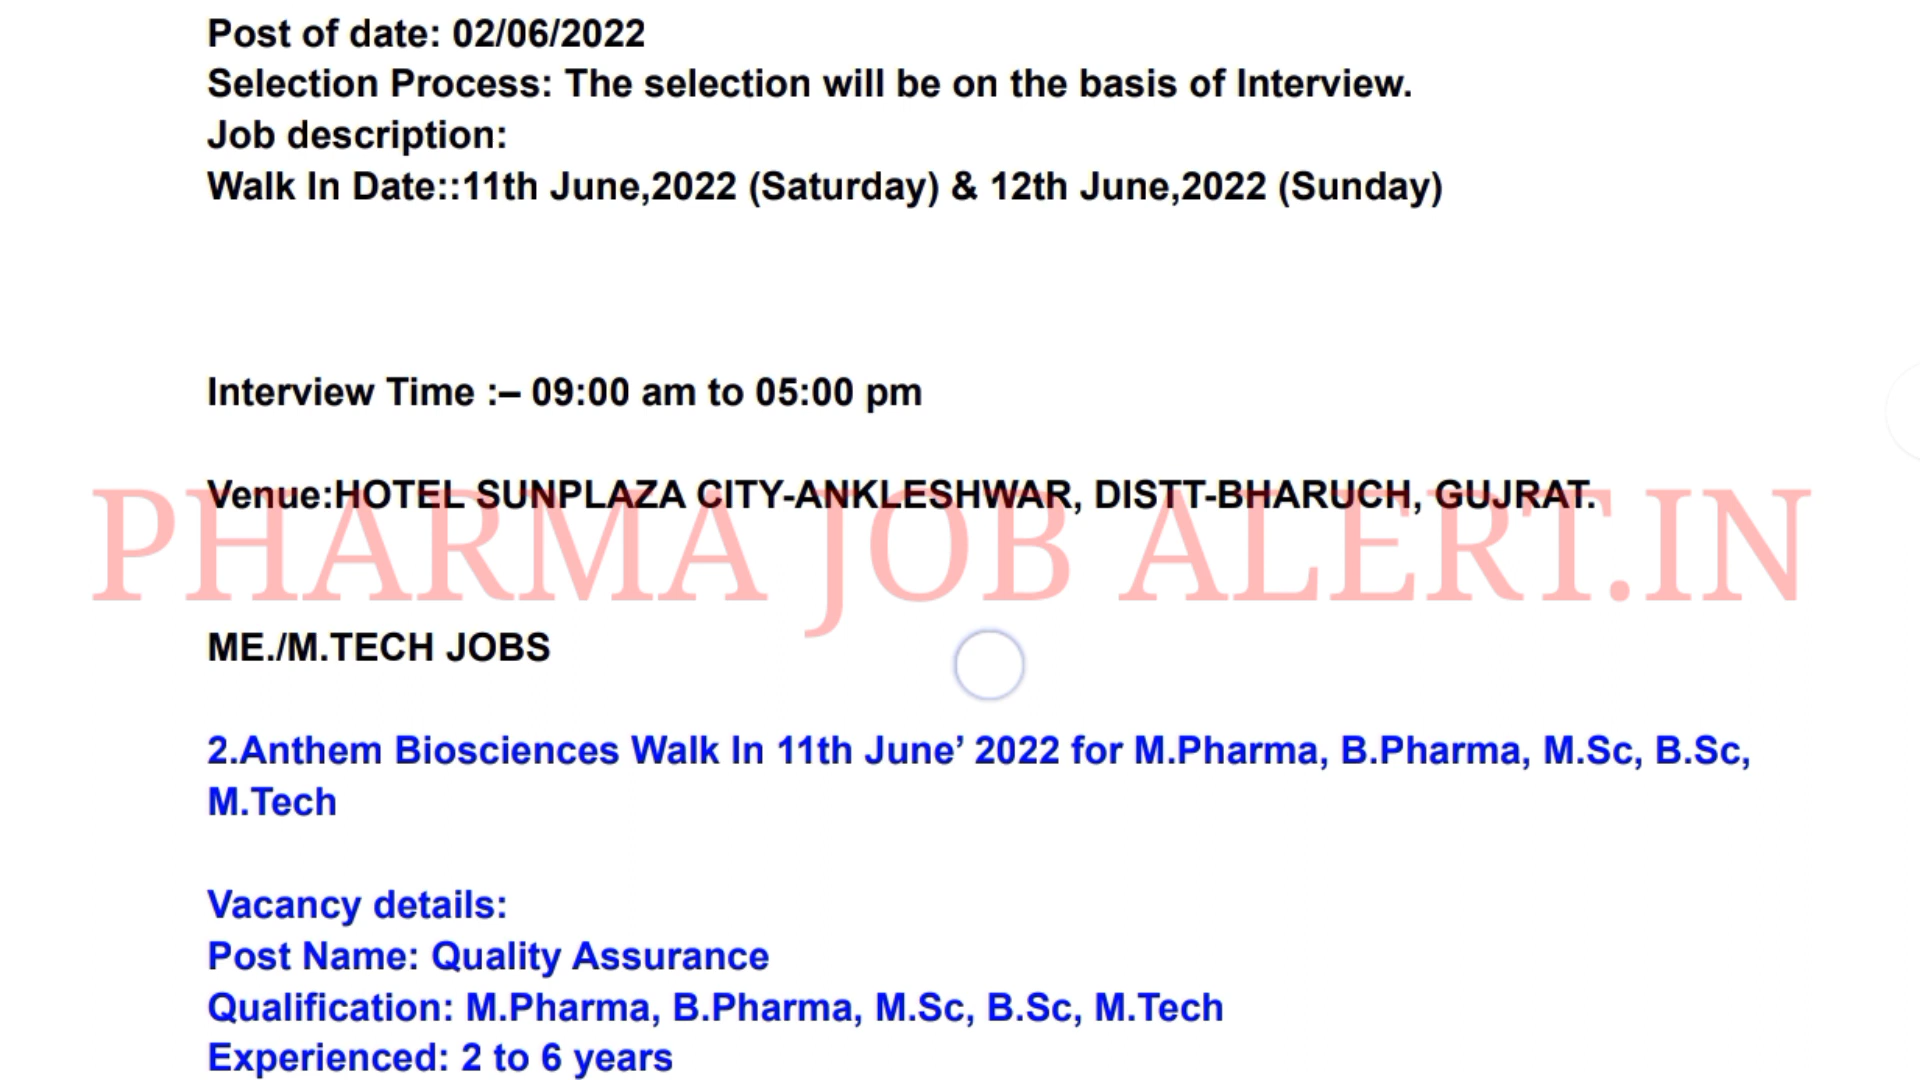 Post of date: 02/06/2022
Selection Process: The selection will be on the basis of Interview.
Job description:
Walk In Date::11th June,2022 (Saturday) & 12th June,2022 (Sunday)
Interview Time :– 09:00 am to 05:00 pm
Venue:HOTEL SUNPLAZA CITY-ANKLESHWAR, DISTT-BHARUCH, GUJRAT.
PHARMA JOB ALERT.IN
ME./M.TECH JOBS
2.Anthem Biosciences Walk In 11th June’ 2022 for M.Pharma, B.Pharma, M.Sc, B.Sc,
M.Tech
Vacancy details:
Post Name: Quality Assurance
Qualification: M.Pharma, B.Pharma, M.Sc, B.Sc, M.Tech
Experienced: 2 to 6 years